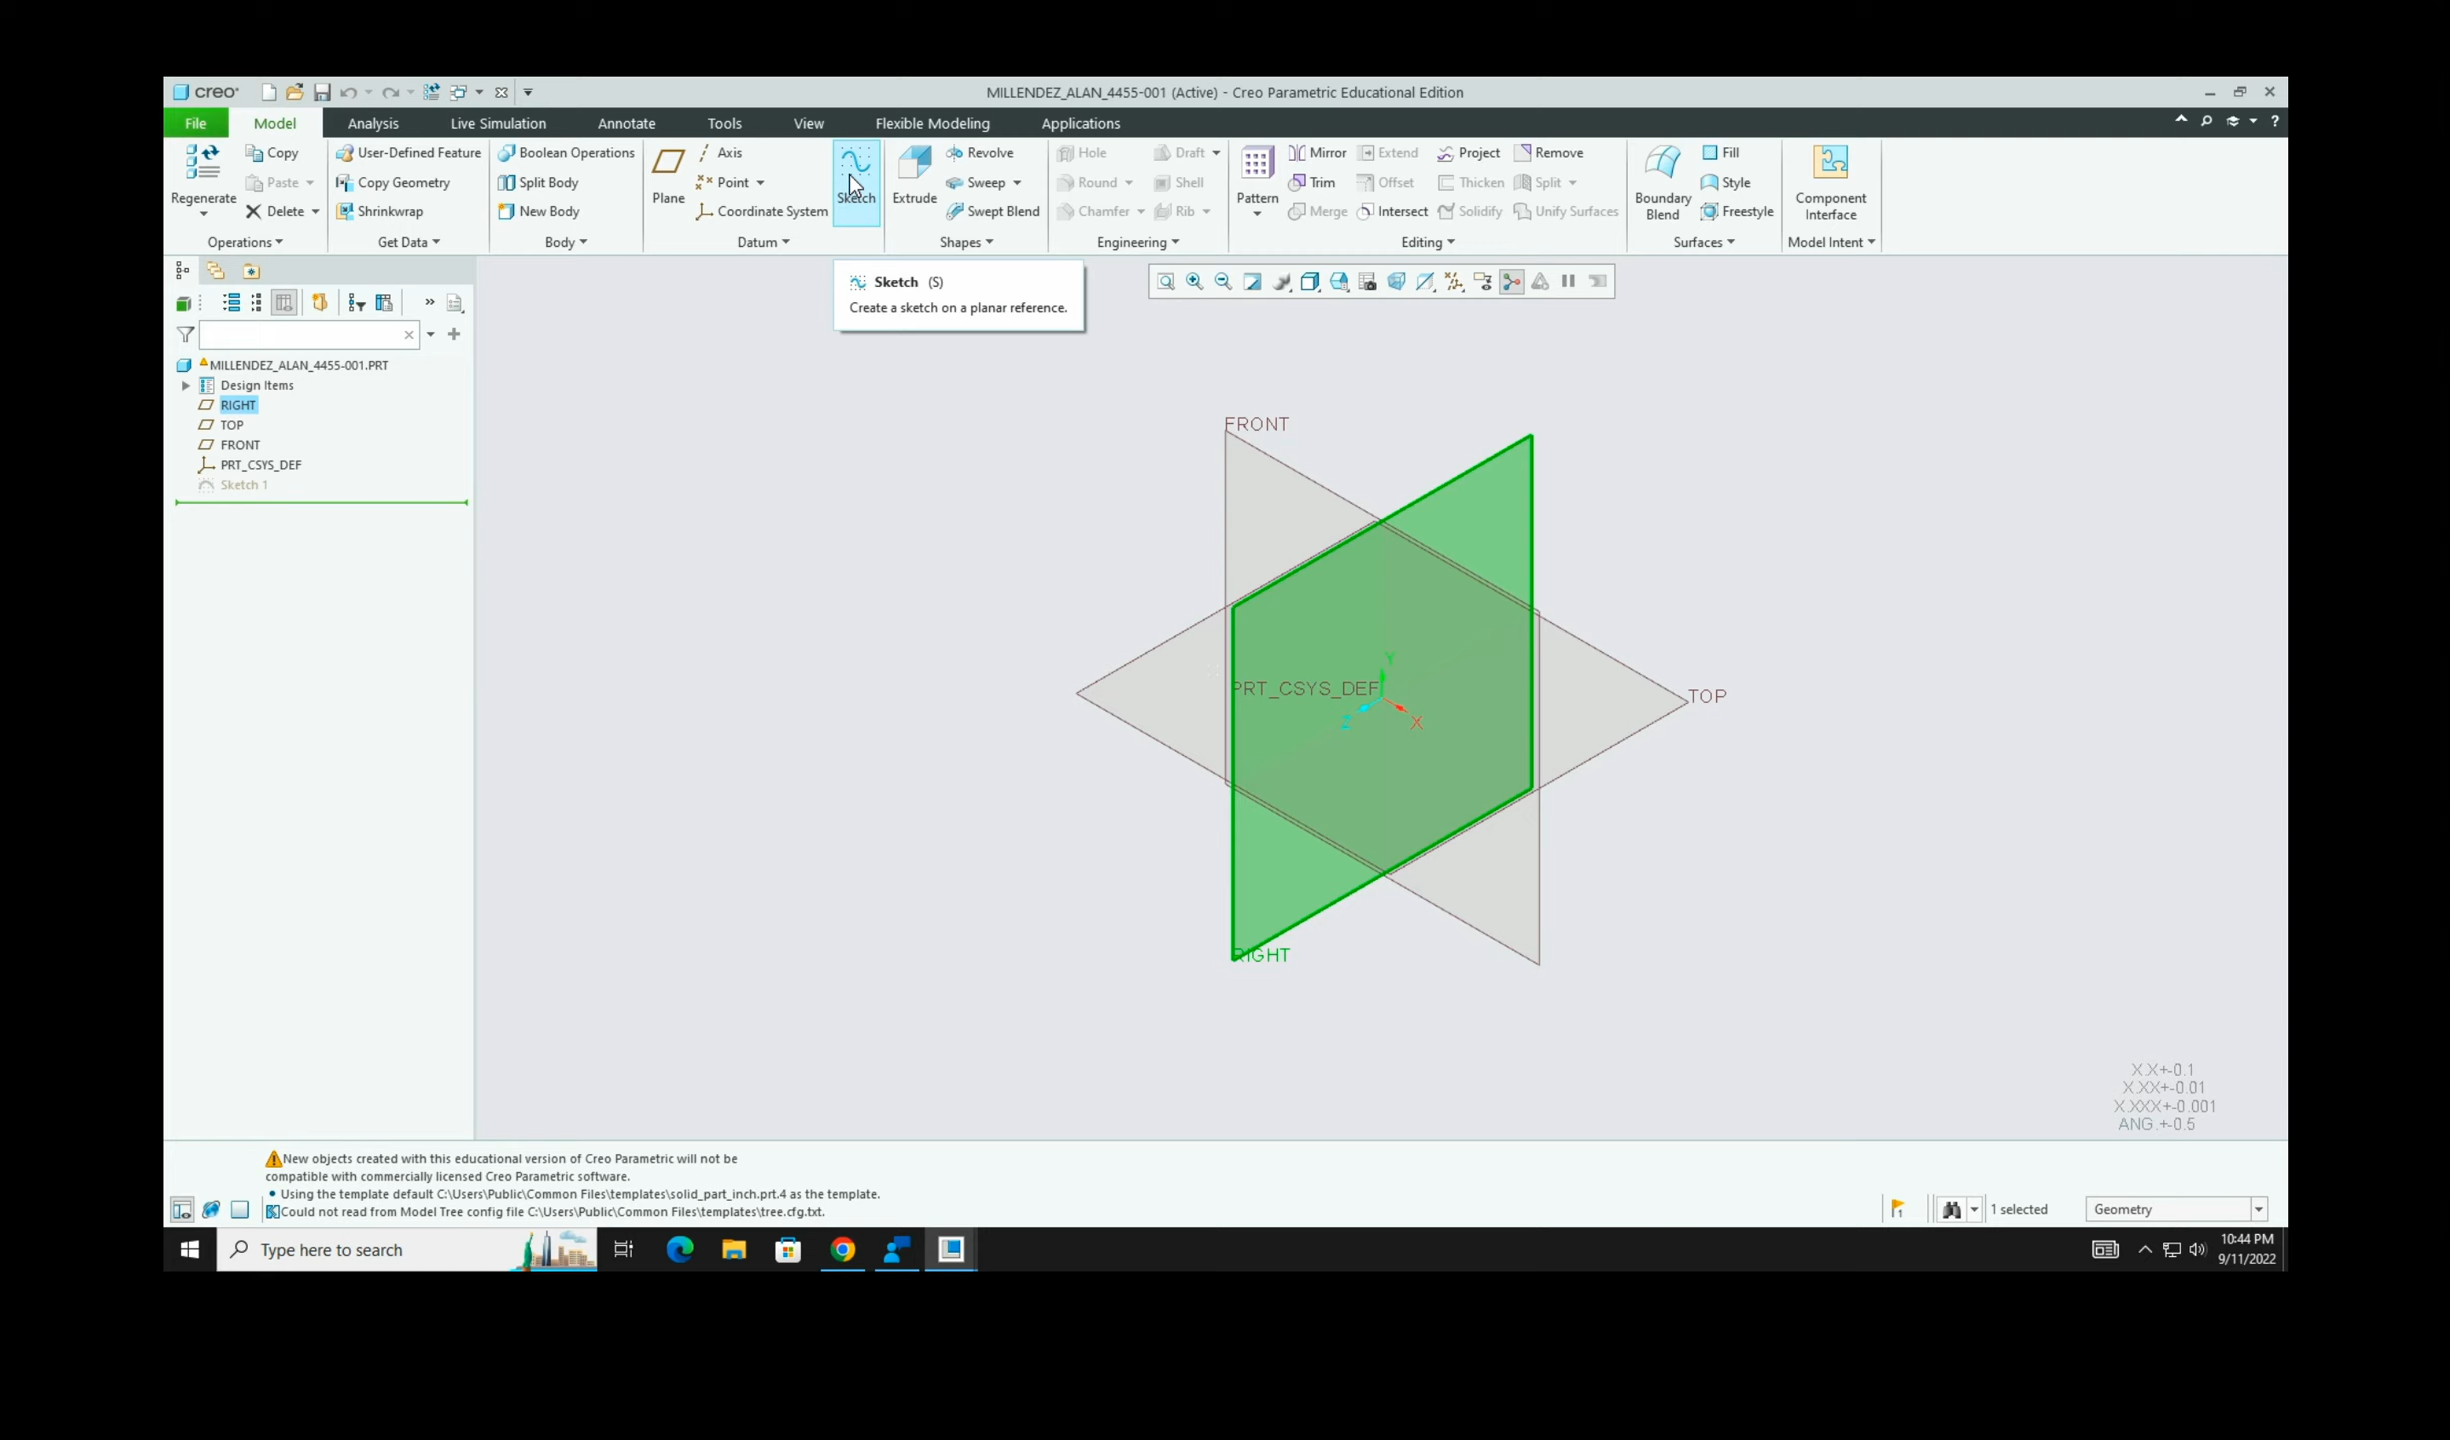 creo
MILLENDEZ_ALAN_4455-001 (Active) - Creo Parametric Educational Edition
File Model Analysis Live Simulation Annotate Tools View Flexible Modeling Applications
Regenerate
Copy
Paste
Delete
Operations
User-Defined Feature
Copy Geometry
Shrinkwrap
Get Data
Boolean Operations
Split Body
New Body
Body
Plane
Axis
Point
Coordinate System
Sketch
Datum
Extrude
Revolve
Sweep
Swept Blend
Shapes
Hole
Round
Chamfer
Draft
Shell
Rib
Engineering
Pattern
Mirror
Trim
Merge
Extend
Offset
Intersect
Project
Thicken
Solidify
Remove
Split
Unify Surfaces
Editing
Boundary
Blend
Fill
Style
Freestyle
Surfaces
Component
Interface
Model Intent
Sketch (S)
Create a sketch on a planar reference.
MILLENDEZ_ALAN_4455-001.PRT
Design Items
RIGHT
TOP
FRONT
PRT_CSYS_DEF
Sketch 1
FRONT
Y
PRT_CSYS_DEF
Z
X
TOP
RIGHT
X.X+-0.1
X.XX+-0.01
X.XXX+-0.001
ANG.+-0.5
New objects created with this educational version of Creo Parametric will not be
compatible with commercially licensed Creo Parametric software.
• Using the template default C:\Users\Public\Common Files\templates\solid_part_inch.prt.4 as the template.
Could not read from Model Tree config file C:\Users\Public\Common Files\templates\tree.cfg.txt.
1
1 selected
Geometry
Type here to search
10:44 PM
9/11/2022